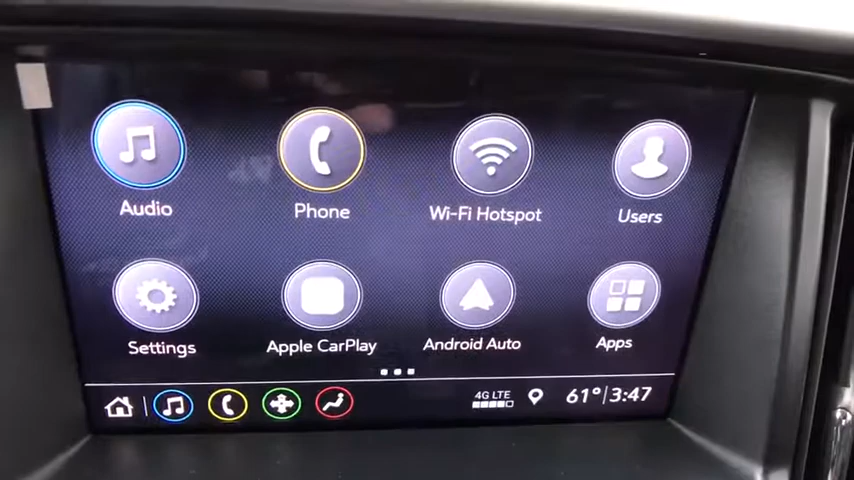 Audio
Phone
Wi-Fi Hotspot
Users
Settings
Apple CarPlay
Android Auto
Apps
4G LTE
61° 3:47